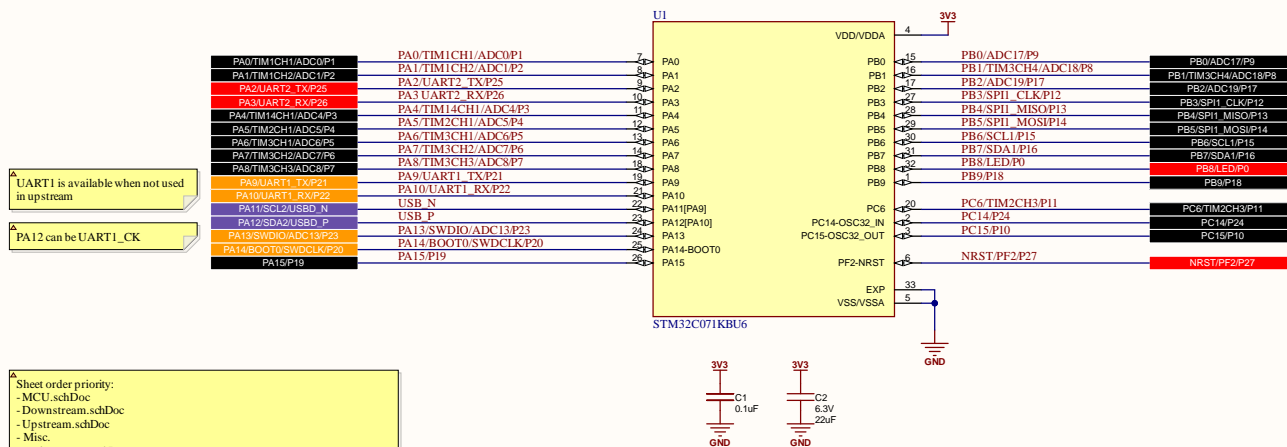 U1
3V3
VDD/VDDA 4
PA0/TIM1CH1/ADC0/P1 PA0/TIM1CH1/ADC0/P1 7 PA0 PB0 15 PB0/ADC17/P9 PB0/ADC17/P9
PA1/TIM1CH2/ADC1/P2 PA1/TIM1CH2/ADC1/P2 8 PA1 PB1 16 PB1/TIM3CH4/ADC18/P8 PB1/TIM3CH4/ADC18/P8
PA2/UART2_TX/P25 PA2/UART2_TX/P25 9 PA2 PB2 17 PB2/ADC19/P17 PB2/ADC19/P17
PA3/UART2_RX/P26 PA3 UART2_RX/P26 10 PA3 PB3 27 PB3/SPI1_CLK/P12 PB3/SPI1_CLK/P12
PA4/TIM14CH1/ADC4/P3 PA4/TIM14CH1/ADC4/P3 11 PA4 PB4 28 PB4/SPI1_MISO/P13 PB4/SPI1_MISO/P13
PA5/TIM2CH1/ADC5/P4 PA5/TIM2CH1/ADC5/P4 12 PA5 PB5 29 PB5/SPI1_MOSI/P14 PB5/SPI1_MOSI/P14
PA6/TIM3CH1/ADC6/P5 PA6/TIM3CH1/ADC6/P5 13 PA6 PB6 30 PB6/SCL1/P15 PB6/SCL1/P15
PA7/TIM3CH2/ADC7/P6 PA7/TIM3CH2/ADC7/P6 14 PA7 PB7 31 PB7/SDA1/P16 PB7/SDA1/P16
PA8/TIM3CH3/ADC8/P7 PA8/TIM3CH3/ADC8/P7 18 PA8 PB8 32 PB8/LED/P0 PB8/LED/P0
PA9/UART1_TX/P21 PA9/UART1_TX/P21 19 PA9 PB9 1 PB9/P18 PB9/P18
PA10/UART1_RX/P22 PA10/UART1_RX/P22 21 PA10
PA11/SCL2/USBD_N USB_N 22 PA11[PA9] PC6 20 PC6/TIM2CH3/P11 PC6/TIM2CH3/P11
PA12/SDA2/USBD_P USB_P 23 PA12[PA10] PC14-OSC32_IN 2 PC14/P24 PC14/P24
PA13/SWDIO/ADC13/P23 PA13/SWDIO/ADC13/P23 24 PA13 PC15-OSC32_OUT 3 PC15/P10 PC15/P10
PA14/BOOT0/SWDCLK/P20 PA14/BOOT0/SWDCLK/P20 25 PA14-BOOT0
PA15/P19 PA15/P19 26 PA15 PF2-NRST 6 NRST/PF2/P27 NRST/PF2/P27
EXP 33
VSS/VSSA 5
STM32C071KBU6
GND
UART1 is available when not used
in upstream
PA12 can be UART1_CK
3V3 3V3
C1
0.1uF
C2
6.3V
22uF
GND GND
Sheet order priority:
- MCU.schDoc
- Downstream.schDoc
- Upstream.schDoc
- Misc.